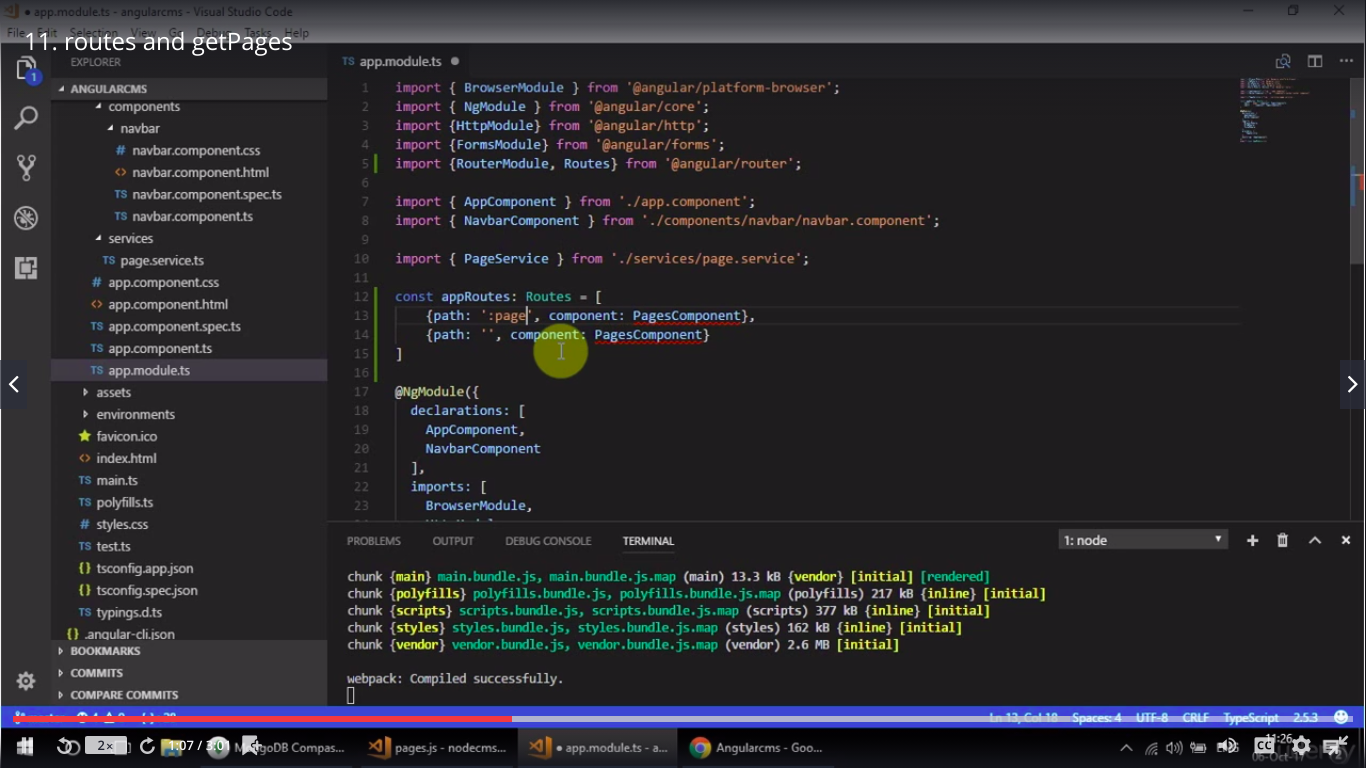 app.module.ts - angularcms - Visual Studio Code
File Edit Selection View Go Debug Tasks Help
11. routes and getPages
EXPLORER
1
ANGULARCMS
components
navbar
# navbar.component.css
<> navbar.component.html
TS navbar.component.spec.ts
TS navbar.component.ts
services
TS page.service.ts
# app.component.css
<> app.component.html
TS app.component.spec.ts
TS app.component.ts
TS app.module.ts
assets
environments
favicon.ico
<> index.html
TS main.ts
TS polyfills.ts
# styles.css
TS test.ts
{} tsconfig.app.json
{} tsconfig.spec.json
TS typings.d.ts
{} .angular-cli.json
BOOKMARKS
COMMITS
COMPARE COMMITS
TS app.module.ts ●
1 import { BrowserModule } from '@angular/platform-browser';
2 import { NgModule } from '@angular/core';
3 import {HttpModule} from '@angular/http';
4 import {FormsModule} from '@angular/forms';
5 import {RouterModule, Routes} from '@angular/router';
6
7 import { AppComponent } from './app.component';
8 import { NavbarComponent } from './components/navbar/navbar.component';
9
10 import { PageService } from './services/page.service';
11
12 const appRoutes: Routes = [
13 {path: ':page', component: PagesComponent},
14 {path: '', component: PagesComponent}
15 ]
16
17 @NgModule({
18 declarations: [
19 AppComponent,
20 NavbarComponent
21 ],
22 imports: [
23 BrowserModule,
PROBLEMS OUTPUT DEBUG CONSOLE TERMINAL 1: node
chunk {main} main.bundle.js, main.bundle.js.map (main) 13.3 kB {vendor} [initial] [rendered]
chunk {polyfills} polyfills.bundle.js, polyfills.bundle.js.map (polyfills) 217 kB {inline} [initial]
chunk {scripts} scripts.bundle.js, scripts.bundle.js.map (scripts) 377 kB {inline} [initial]
chunk {styles} styles.bundle.js, styles.bundle.js.map (styles) 162 kB {inline} [initial]
chunk {vendor} vendor.bundle.js, vendor.bundle.js.map (vendor) 2.6 MB [initial]
webpack: Compiled successfully.
Ln 13, Col 18 Spaces: 4 UTF-8 CRLF TypeScript 2.5.3
2x 1:07 / 3:01 MongoDB Compas... pages.js - nodecms... ● app.module.ts - a... Angularcms - Goo... CC 11:26
06-Oct-17